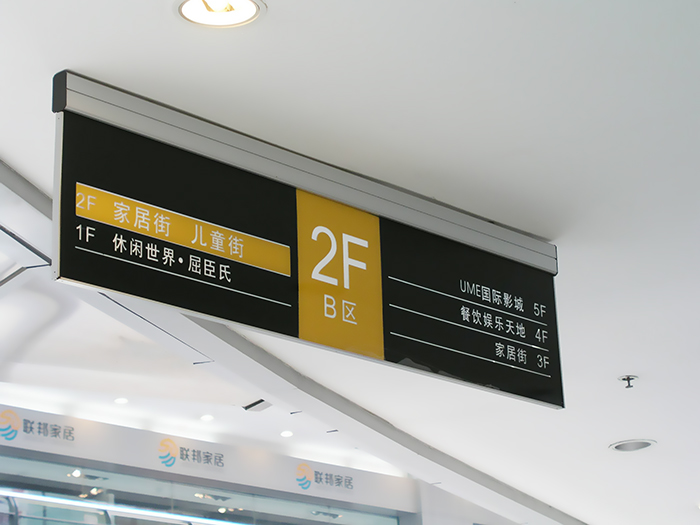 2F 家居街 儿童街
1F 休闲世界·屈臣氏
2F
B区
UME国际影城 5F
餐饮娱乐天地 4F
家居街 3F
联邦家居
联邦家居
联邦家居